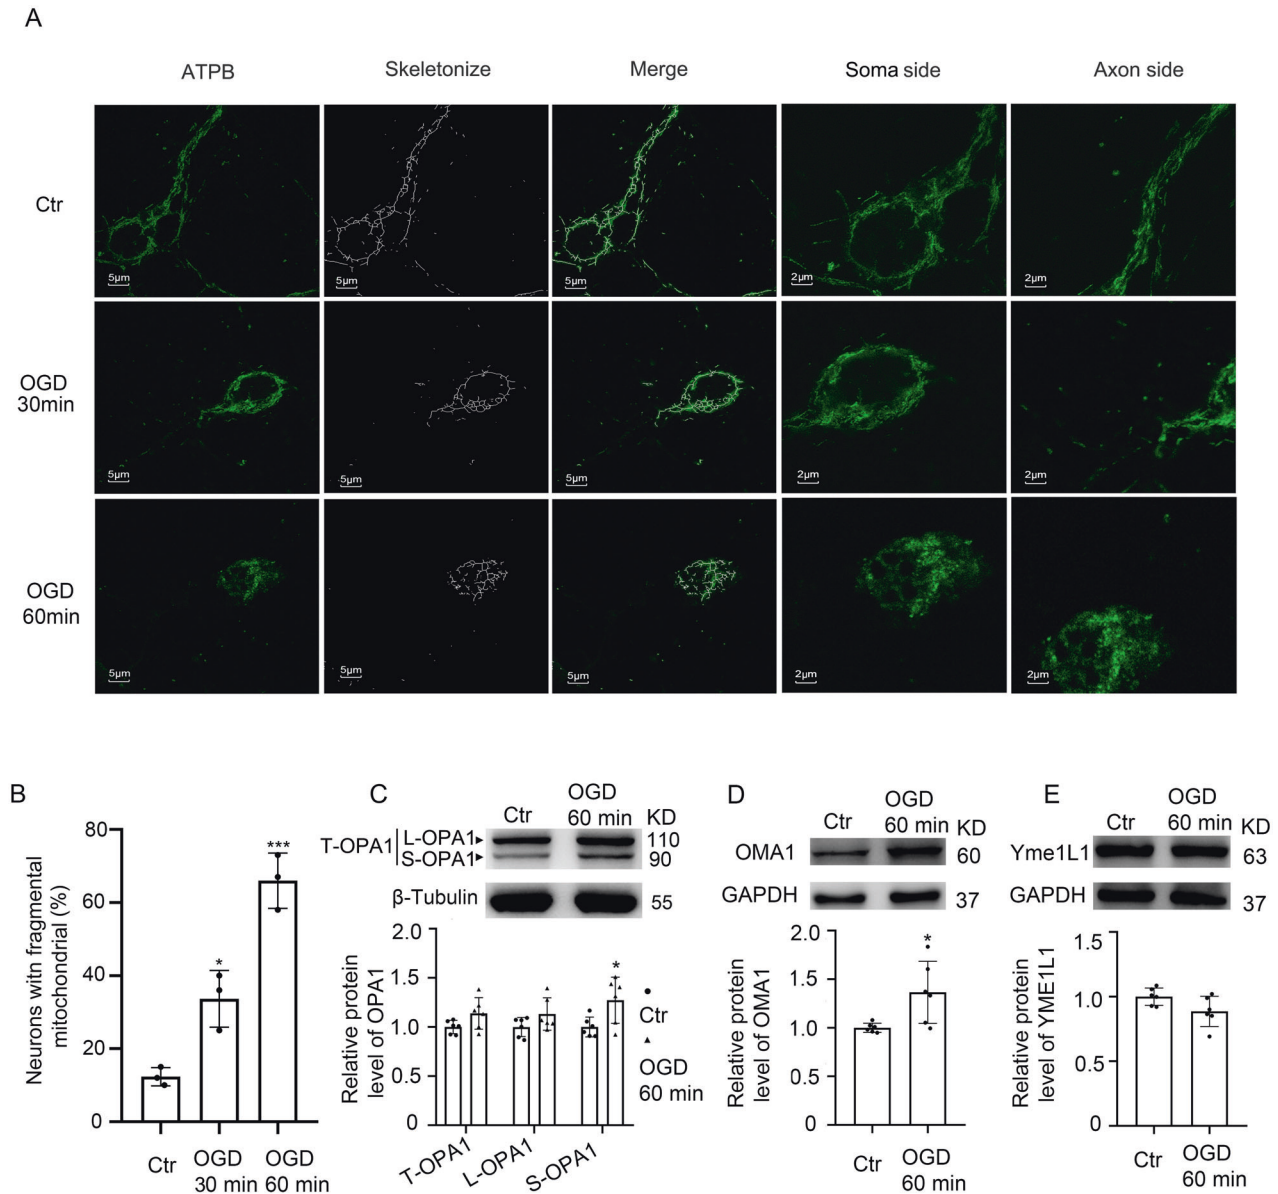 A
ATPB Skeletonize Merge Soma side Axon side
Ctr
5μm 5μm 5μm 2μm 2μm
OGD
30min
5μm 5μm 5μm 2μm 2μm
OGD
60min
5μm 5μm 5μm 2μm 2μm
B
Neurons witn fragmental
mitochondrial (%)
80
60
40
20
0
*
***
Ctr
OGD
30 min
OGD
60 min
C
Ctr
OGD
60 min
KD
T-OPA1
L-OPA1
110
S-OPA1
90
β-Tubulin
55
Relative protein
level of OPA1
2.0
1.5
1.0
0.5
0
*
T-OPA1
L-OPA1
S-OPA1
Ctr
OGD
60 min
D
Ctr
OGD
60 min
KD
OMA1
60
GAPDH
37
Relative protein
level of OMA1
2.0
1.5
1.0
0.5
0
*
Ctr
OGD
60 min
E
Ctr
OGD
60 min
KD
Yme1L1
63
GAPDH
37
Relative protein
level of YME1L1
1.5
1.0
0.5
0
Ctr
OGD
60 min